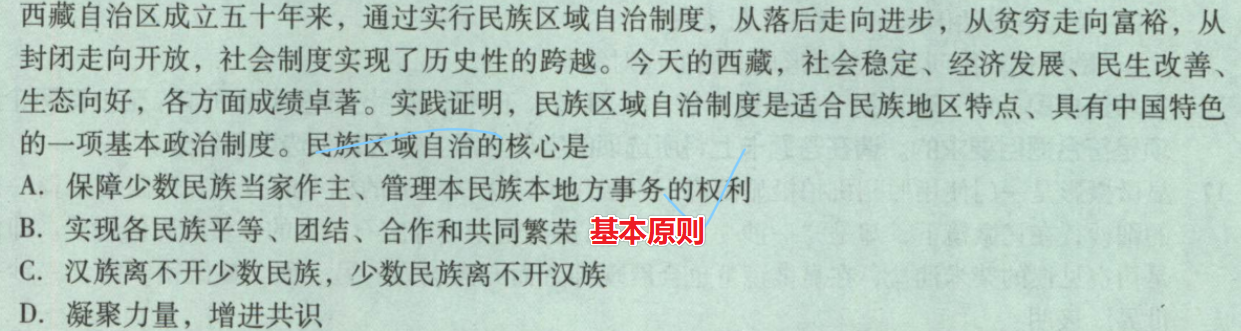 西藏自治区成立五十年来，通过实行民族区域自治制度，从落后走向进步，从贫穷走向富裕，从
封闭走向开放，社会制度实现了历史性的跨越。今天的西藏，社会稳定、经济发展、民生改善、
生态向好，各方面成绩卓著。实践证明，民族区域自治制度是适合民族地区特点、具有中国特色
的一项基本政治制度。民族区域自治的核心是
A. 保障少数民族当家作主、管理本民族本地方事务的权利
B. 实现各民族平等、团结、合作和共同繁荣 基本原则
C. 汉族离不开少数民族，少数民族离不开汉族
D. 凝聚力量，增进共识